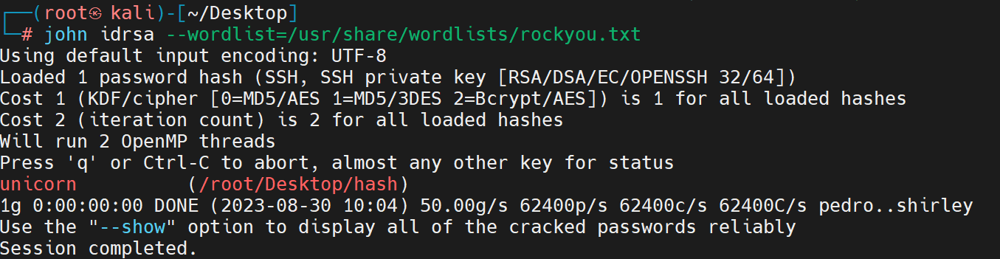 ┌──(root㉿ kali)-[~/Desktop]
└─# john idrsa --wordlist=/usr/share/wordlists/rockyou.txt
Using default input encoding: UTF-8
Loaded 1 password hash (SSH, SSH private key [RSA/DSA/EC/OPENSSH 32/64])
Cost 1 (KDF/cipher [0=MD5/AES 1=MD5/3DES 2=Bcrypt/AES]) is 1 for all loaded hashes
Cost 2 (iteration count) is 2 for all loaded hashes
Will run 2 OpenMP threads
Press 'q' or Ctrl-C to abort, almost any other key for status
unicorn          (/root/Desktop/hash)
1g 0:00:00:00 DONE (2023-08-30 10:04) 50.00g/s 62400p/s 62400c/s 62400C/s pedro..shirley
Use the "--show" option to display all of the cracked passwords reliably
Session completed.